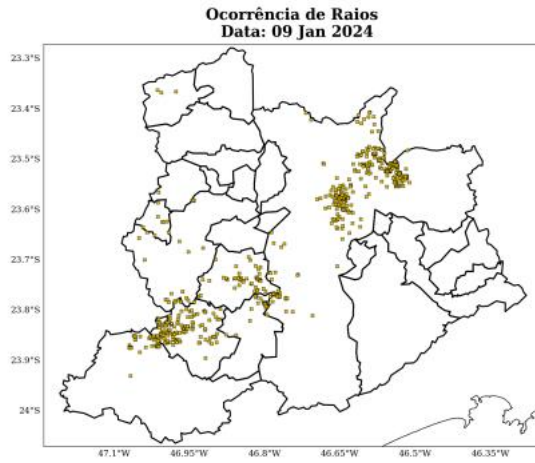 Ocorrência de Raios
Data: 09 Jan 2024
23.3°S
23.4°S
23.5°S
23.6°S
23.7°S
23.8°S
23.9°S
24°S
47.1°W
46.95°W
46.8°W
46.65°W
46.5°W
46.35°W